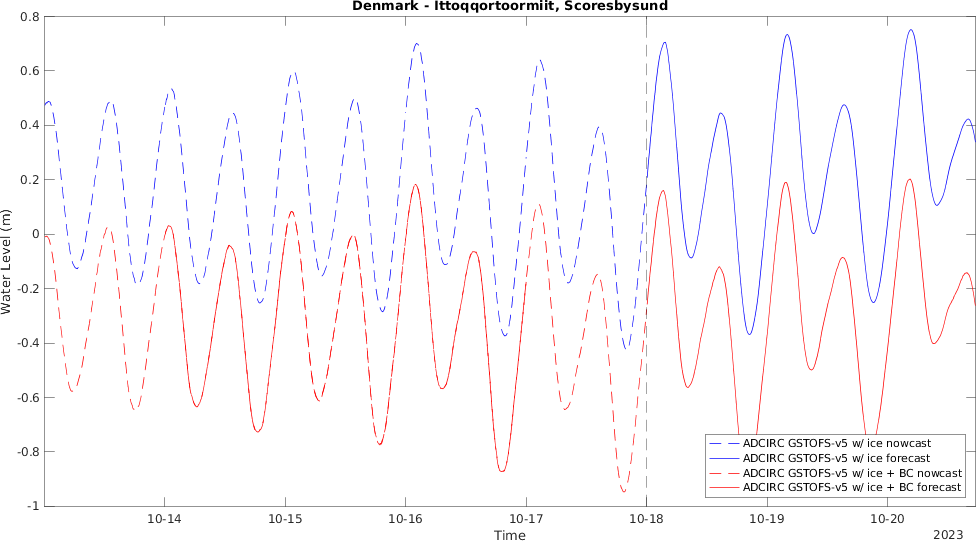 Denmark - Ittoqqortoormiit, Scoresbysund
Water Level (m)
0.8
0.6
0.4
0.2
0
-0.2
-0.4
-0.6
-0.8
-1
10-14
10-15
10-16
10-17
10-18
10-19
10-20
Time
2023
ADCIRC GSTOFS-v5 w/ ice nowcast
ADCIRC GSTOFS-v5 w/ ice forecast
ADCIRC GSTOFS-v5 w/ ice + BC nowcast
ADCIRC GSTOFS-v5 w/ ice + BC forecast